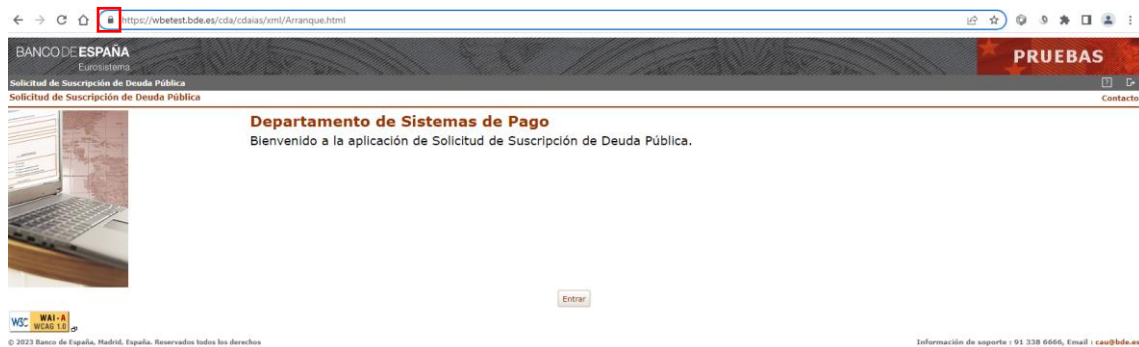 https://wbetest.bde.es/cda/cdaias/xml/Arranque.html
BANCODEESPAÑA
Eurosistema
PRUEBAS
Solicitud de Suscripción de Deuda Pública
Solicitud de Suscripción de Deuda Pública
Contacto
Departamento de Sistemas de Pago
Bienvenido a la aplicación de Solicitud de Suscripción de Deuda Pública.
Entrar
W3C WAI-A
WCAG 1.0
© 2023 Banco de España, Madrid, España. Reservados todos los derechos
Información de soporte : 91 338 6666, Email : cau@bde.es